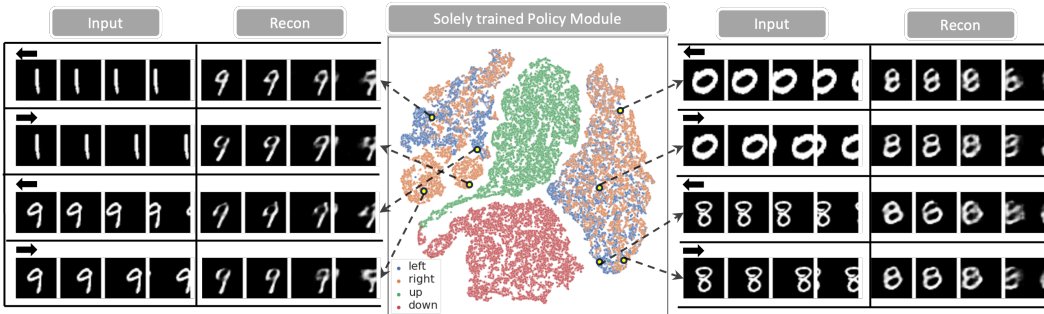 Input
Recon
Solely trained Policy Module
Input
Recon
left
right
up
down